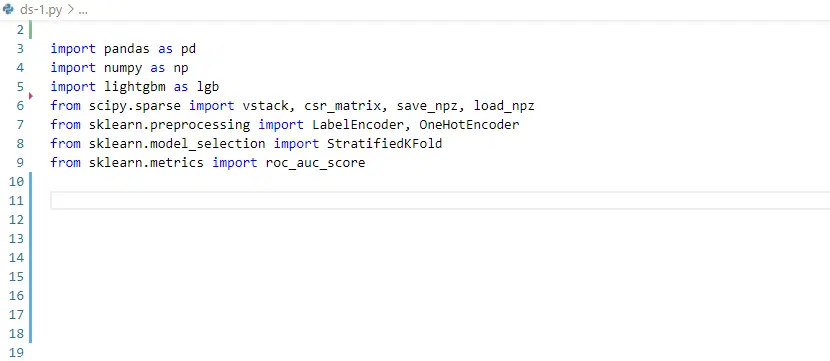 ds-1.py > ...
2
3 import pandas as pd
4 import numpy as np
5 import lightgbm as lgb
6 from scipy.sparse import vstack, csr_matrix, save_npz, load_npz
7 from sklearn.preprocessing import LabelEncoder, OneHotEncoder
8 from sklearn.model_selection import StratifiedKFold
9 from sklearn.metrics import roc_auc_score
10
11
12
13
14
15
16
17
18
19